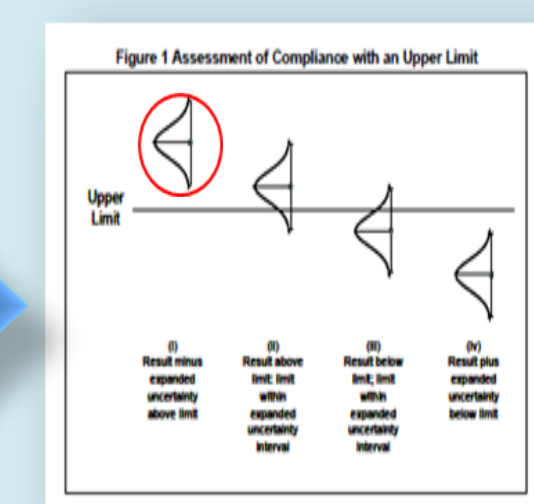 Figure 1 Assessment of Compliance with an Upper Limit
Upper
Limit
(i)
Result minus
expanded
uncertainty
above limit
(ii)
Result above
limit: limit
within
expanded
uncertainty
interval
(iii)
Result below
limit; limit
within
expanded
uncertainty
interval
(iv)
Result plus
expanded
uncertainty
below limit